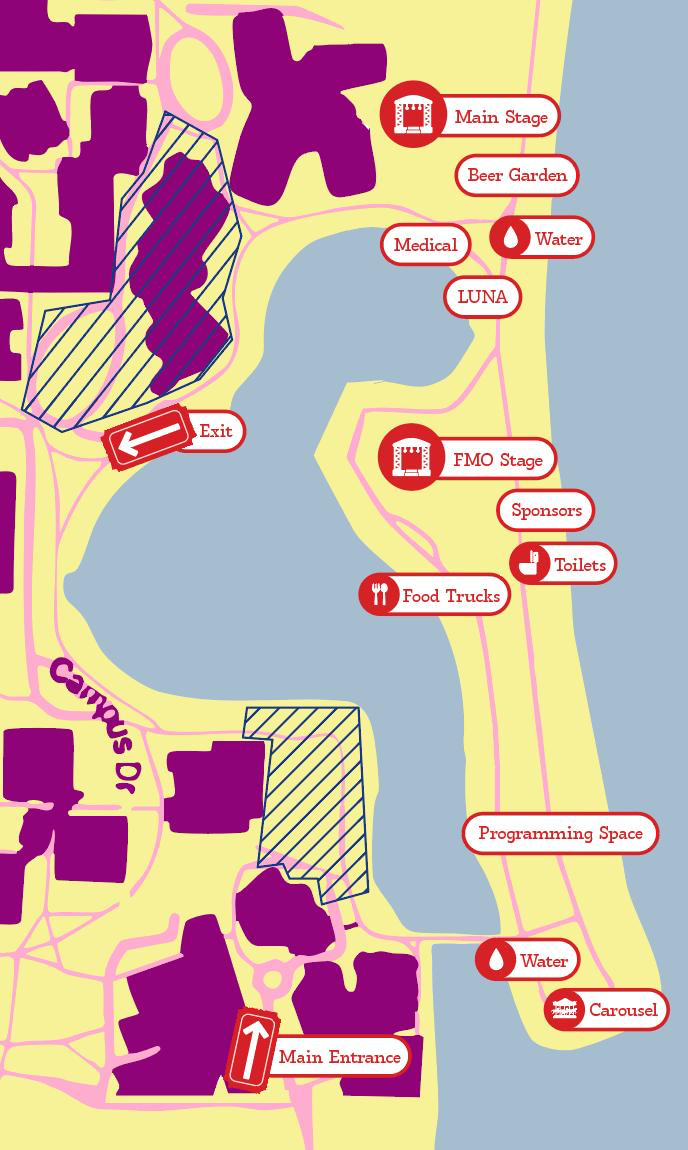 Main Stage
Beer Garden
Medical
Water
LUNA
Exit
FMO Stage
Sponsors
Toilets
Food Trucks
Campus Dr
Programming Space
Water
Carousel
Main Entrance